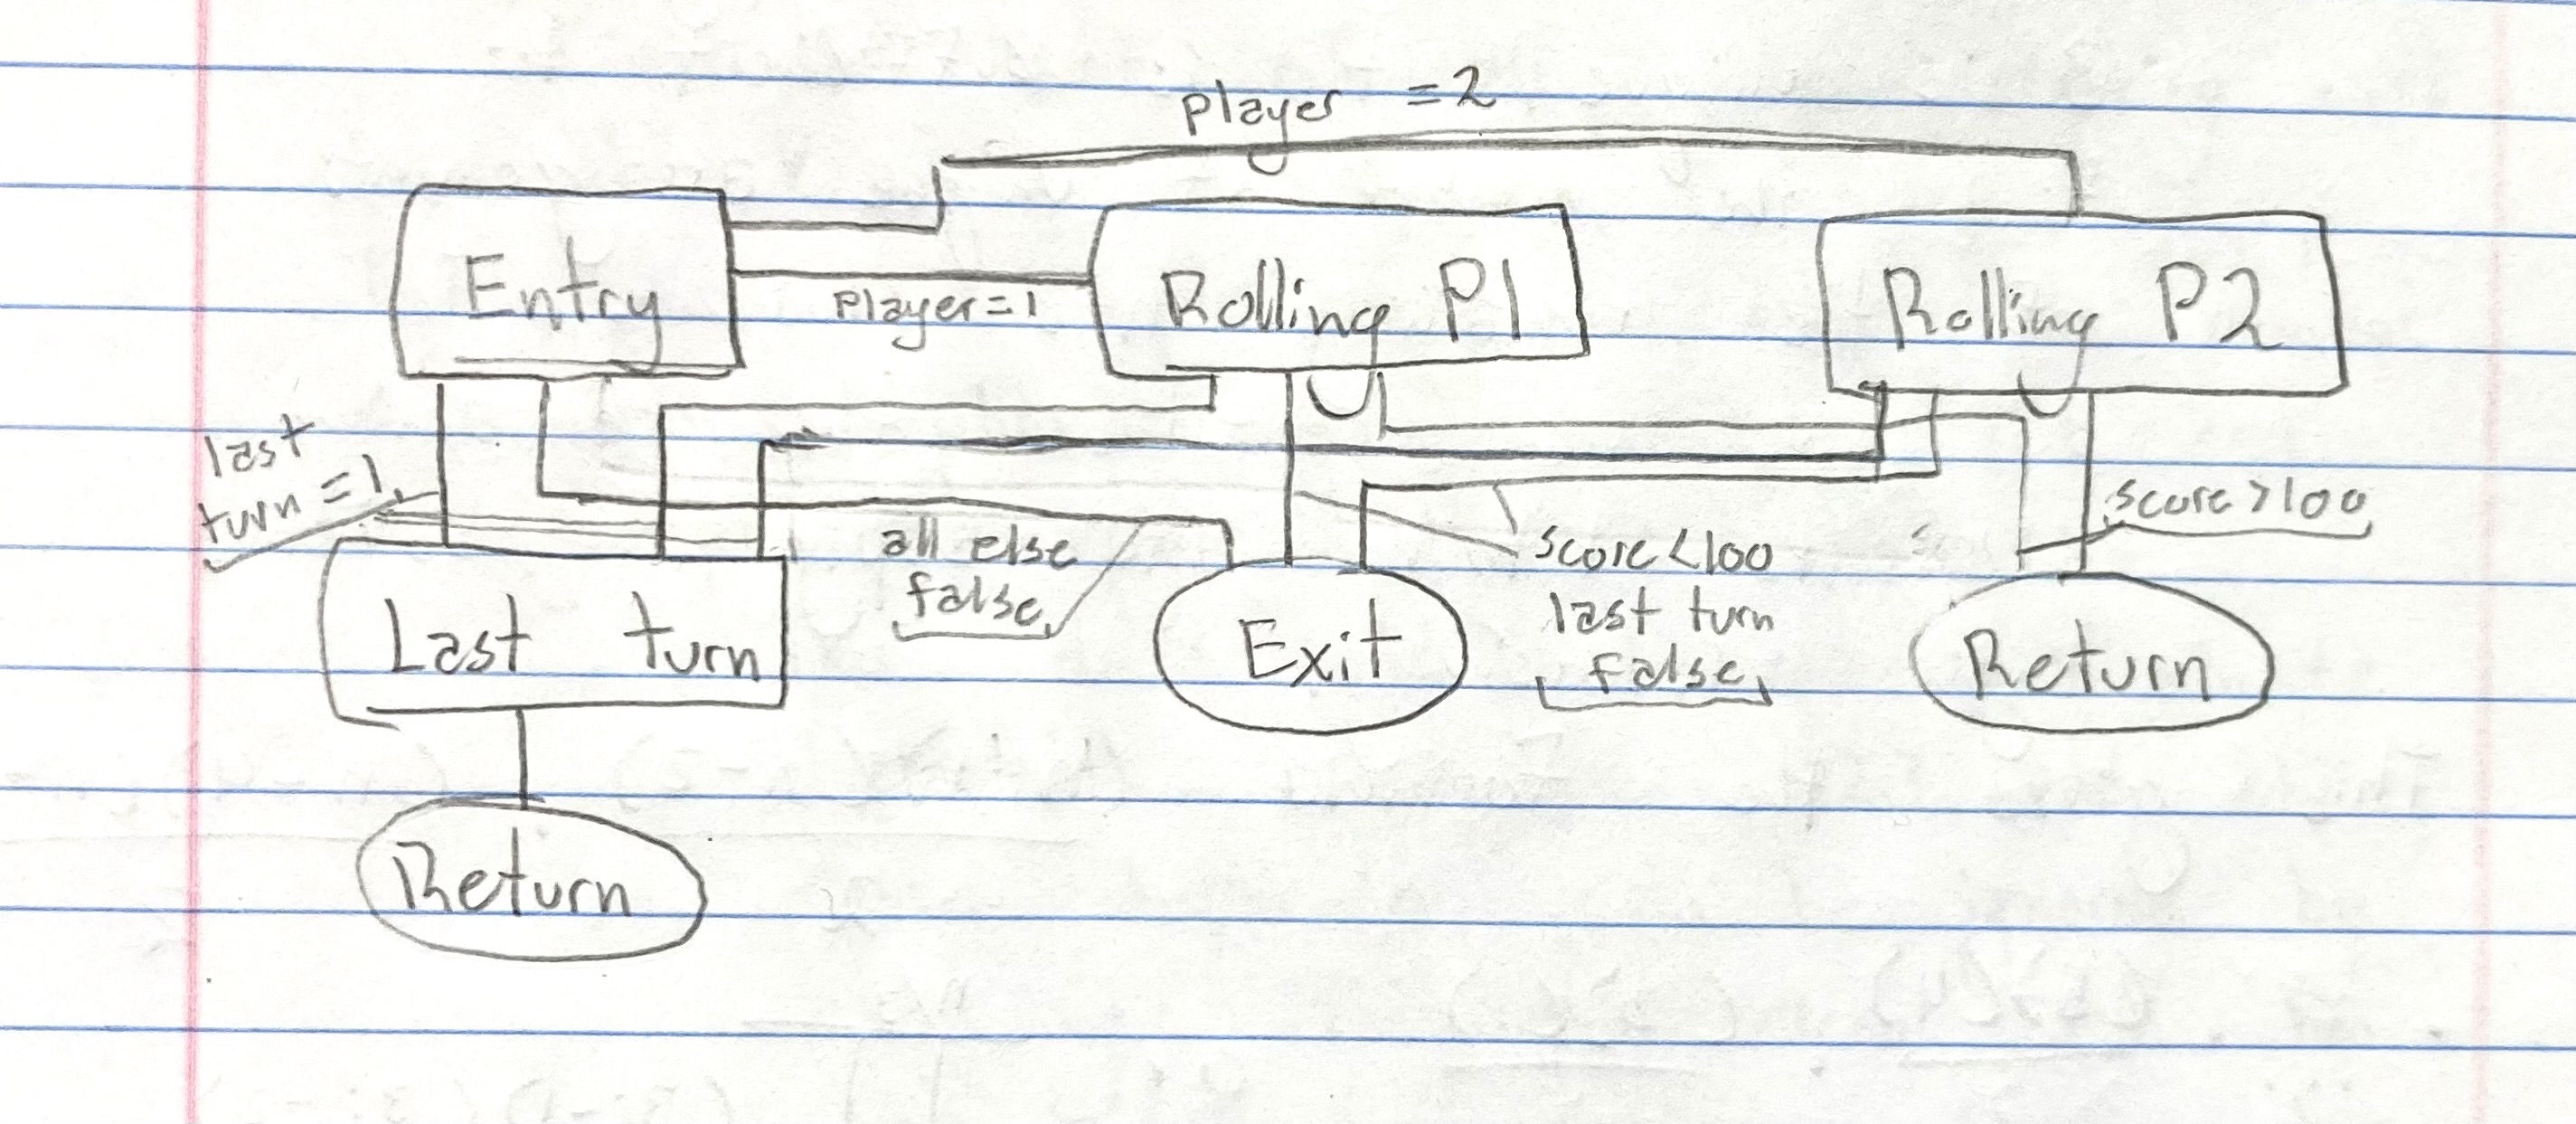 Player = 2
Entry
Player = 1
Rolling P1
Rolling P2
last
turn = 1
all else
false
score < 100
last turn
false
score > 100
Last turn
Exit
Return
Return